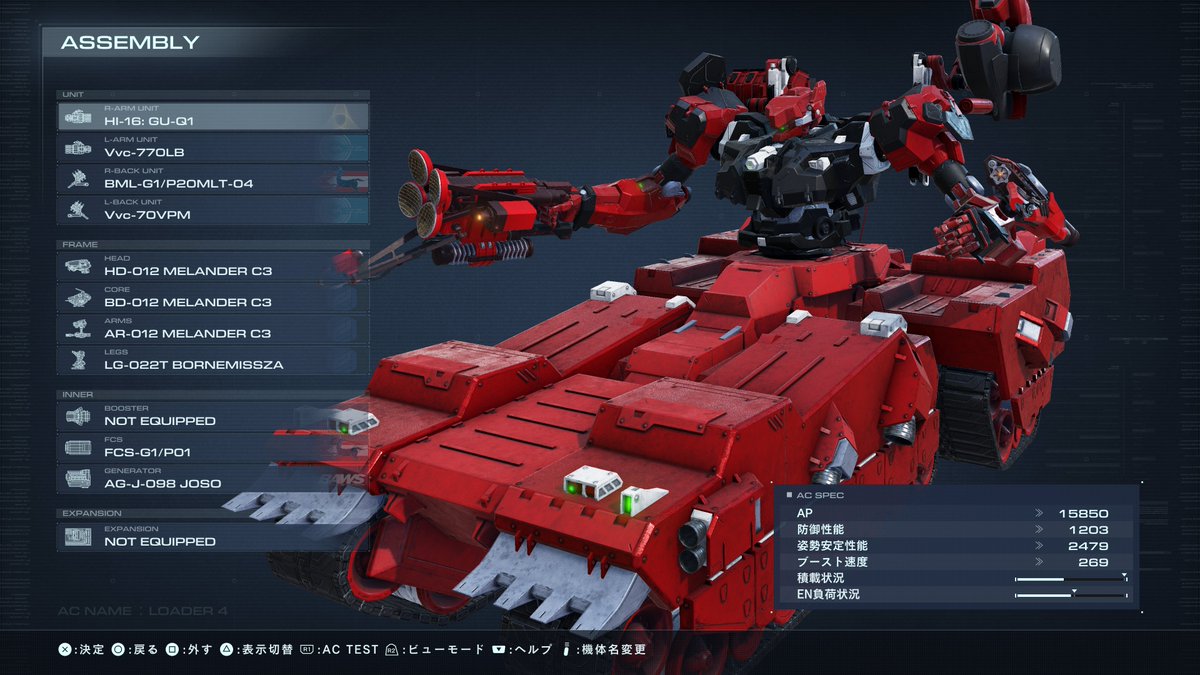 ASSEMBLY
UNIT
R-ARM UNIT
HI-16: GU-Q1
L-ARM UNIT
Vvc-770LB
R-BACK UNIT
BML-G1/P20MLT-04
L-BACK UNIT
Vvc-70VPM
FRAME
HEAD
HD-012 MELANDER C3
CORE
BD-012 MELANDER C3
ARMS
AR-012 MELANDER C3
LEGS
LG-022T BORNEMISSZA
INNER
BOOSTER
NOT EQUIPPED
FCS
FCS-G1/P01
GENERATOR
AG-J-098 JOSO
BAWS
EXPANSION
EXPANSION
NOT EQUIPPED
AC NAME : LOADER 4
AC SPEC
AP 15850
防御性能 1203
姿勢安定性能 2479
ブースト速度 269
積載状況
EN負荷状況
:決定 :戻る :外す :表示切替 R1:AC TEST R2:ビューモード :ヘルプ :機体名変更